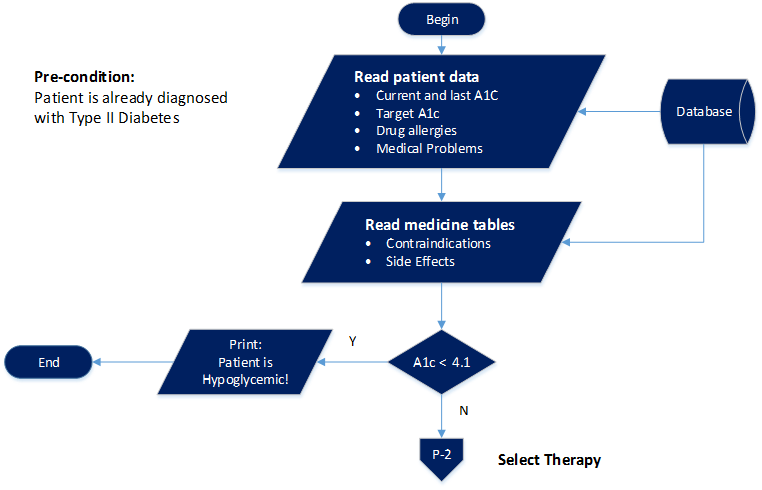 Begin
Pre-condition:
Patient is already diagnosed
with Type II Diabetes
Read patient data
• Current and last A1C
• Target A1c
• Drug allergies
• Medical Problems
Database
Read medicine tables
• Contraindications
• Side Effects
A1c < 4.1
Y
Print:
Patient is
Hypoglycemic!
End
N
P-2
Select Therapy